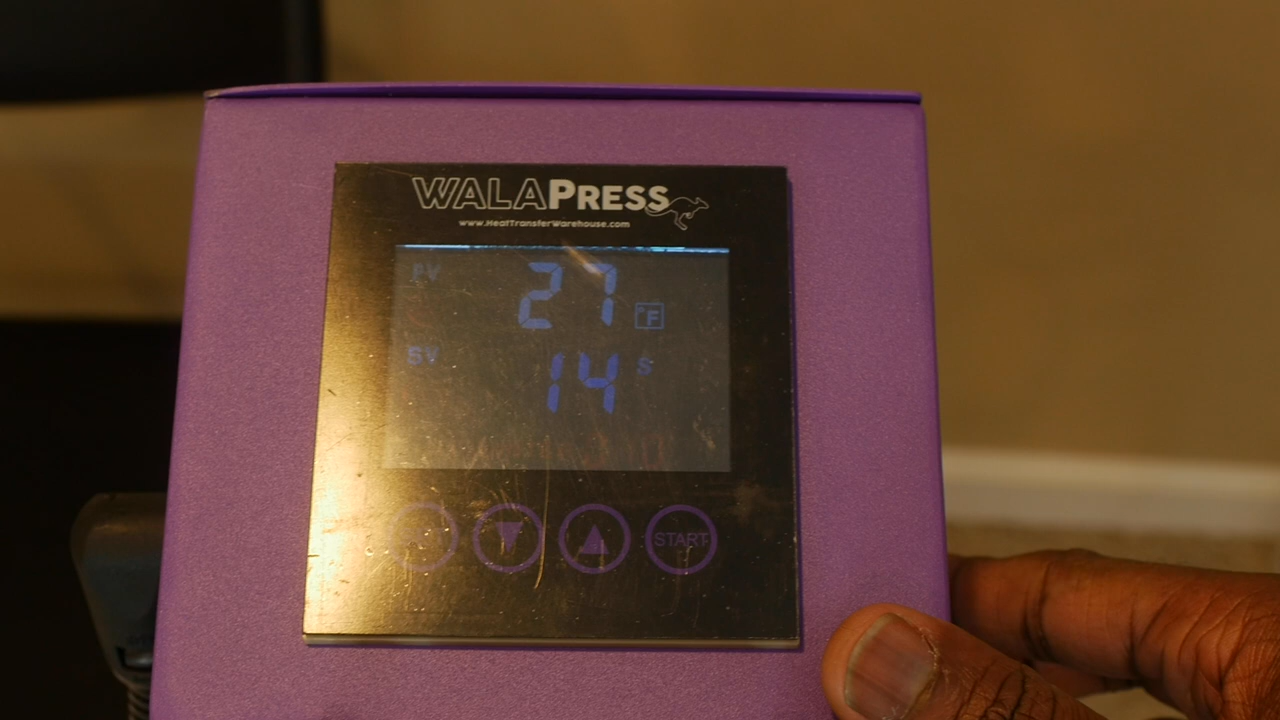 WALAPRESS
www.HeatTransferWarehouse.com
PV 27 °F
SV 14 S
START